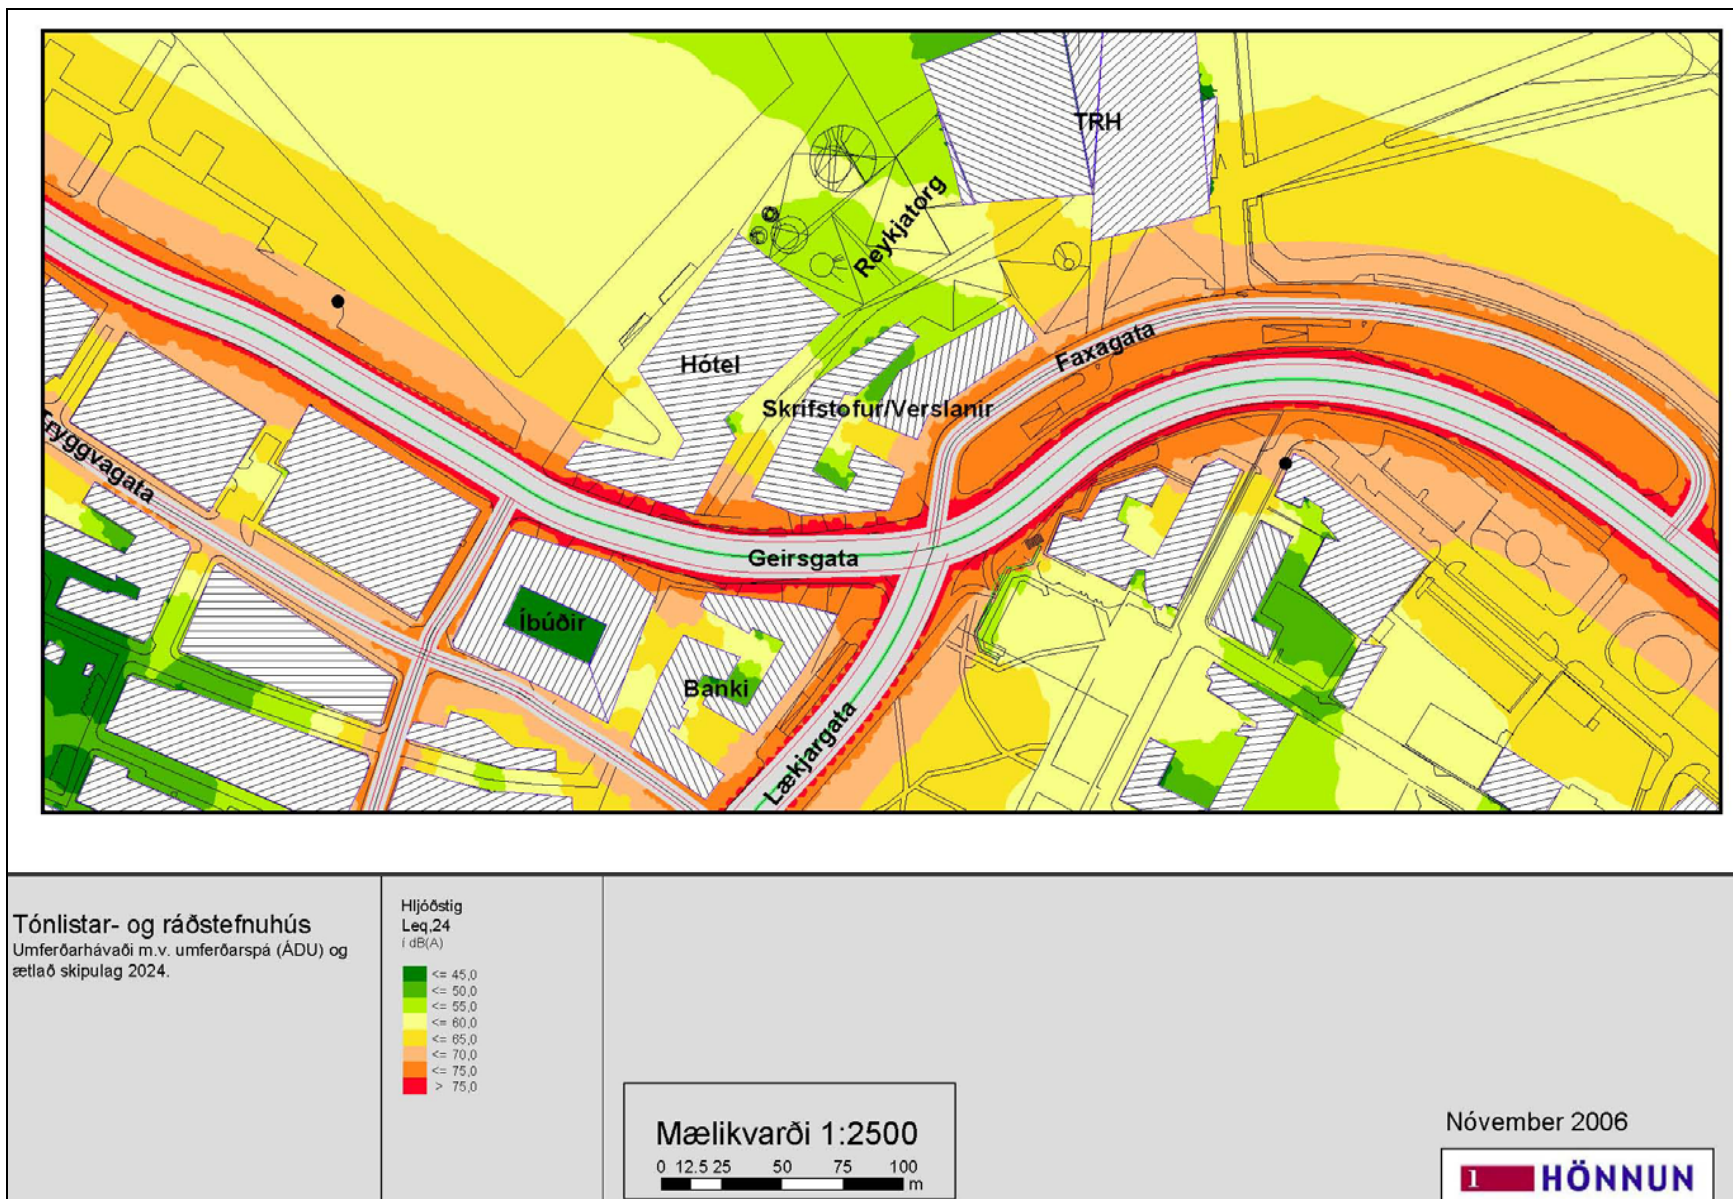 TRH
Reykjatorg
Hótel
Faxagata
Skrifstofur/Verslanir
Tryggvagata
Geirsgata
Íbúðir
Banki
Lækjargata
Tónlistar- og ráðstefnuhús
Umferðarhávaði m.v. umferðarspá (ÁDU) og
ætlað skipulag 2024.
Hljóðstig
Leq,24
í dB(A)
<= 45,0
<= 50,0
<= 55,0
<= 60,0
<= 65,0
<= 70,0
<= 75,0
> 75,0
Mælikvarði 1:2500
0 12.5 25 50 75 100
m
Nóvember 2006
1 HÖNNUN